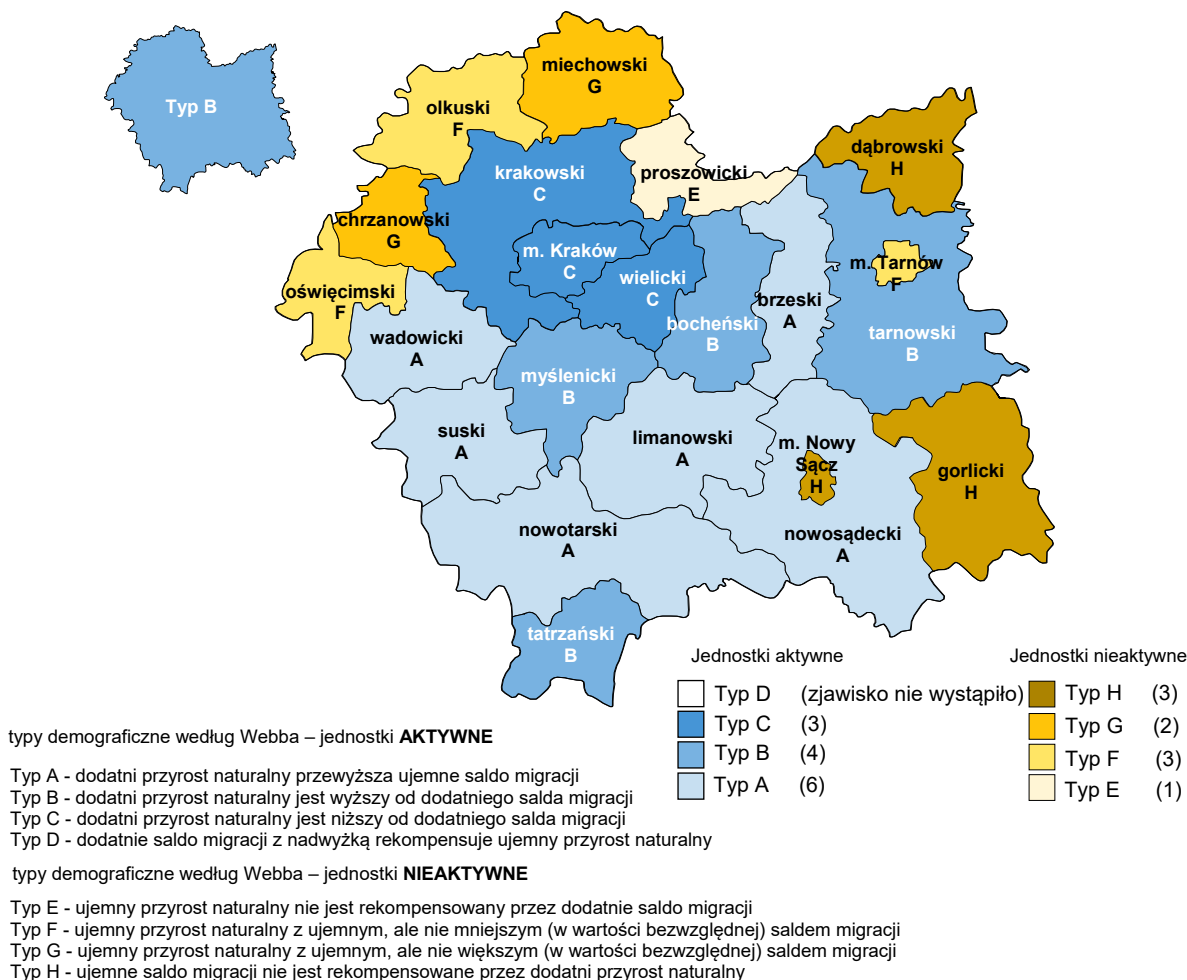 Typ B
miechowski
G
olkuski
F
dąbrowski
H
krakowski
C
proszowicki
E
chrzanowski
G
m. Kraków
C
wielicki
C
m. Tarnów
F
oświęcimski
F
brzeski
A
bocheński
B
tarnowski
B
wadowicki
A
myślenicki
B
suski
A
limanowski
A
m. Nowy
Sącz
H
gorlicki
H
nowotarski
A
nowosądecki
A
tatrzański
B
Jednostki aktywne
Typ D (zjawisko nie wystąpiło)
Typ C (3)
Typ B (4)
Typ A (6)
Jednostki nieaktywne
Typ H (3)
Typ G (2)
Typ F (3)
Typ E (1)
typy demograficzne według Webba – jednostki AKTYWNE
Typ A - dodatni przyrost naturalny przewyższa ujemne saldo migracji
Typ B - dodatni przyrost naturalny jest wyższy od dodatniego salda migracji
Typ C - dodatni przyrost naturalny jest niższy od dodatniego salda migracji
Typ D - dodatnie saldo migracji z nadwyżką rekompensuje ujemny przyrost naturalny
typy demograficzne według Webba – jednostki NIEAKTYWNE
Typ E - ujemny przyrost naturalny nie jest rekompensowany przez dodatnie saldo migracji
Typ F - ujemny przyrost naturalny z ujemnym, ale nie mniejszym (w wartości bezwzględnej) saldem migracji
Typ G - ujemny przyrost naturalny z ujemnym, ale nie większym (w wartości bezwzględnej) saldem migracji
Typ H - ujemne saldo migracji nie jest rekompensowane przez dodatni przyrost naturalny